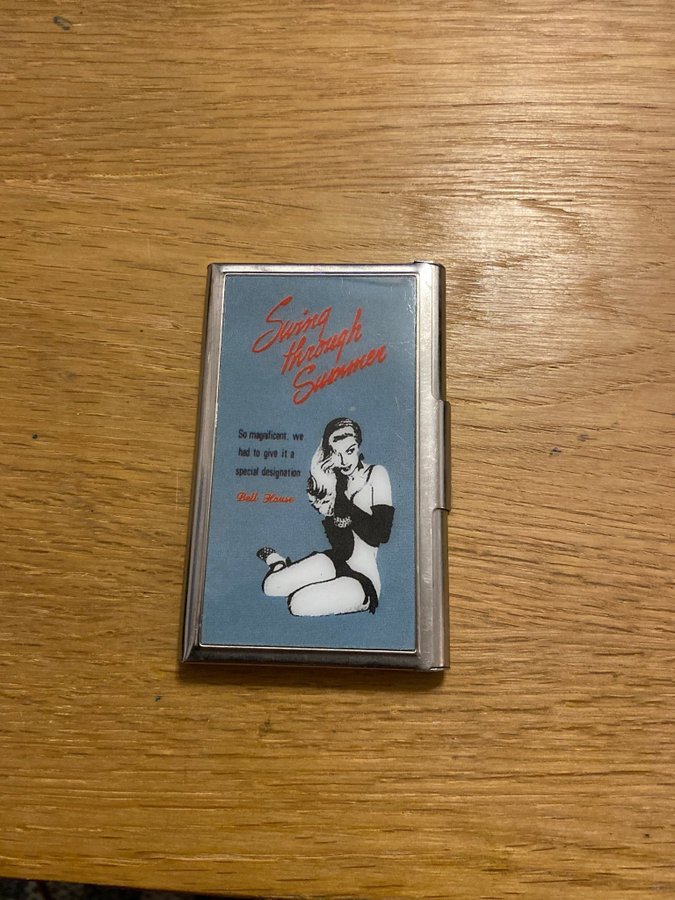 Swing
through
Summer
So magnificent, we
had to give it a
special designation
Bell House